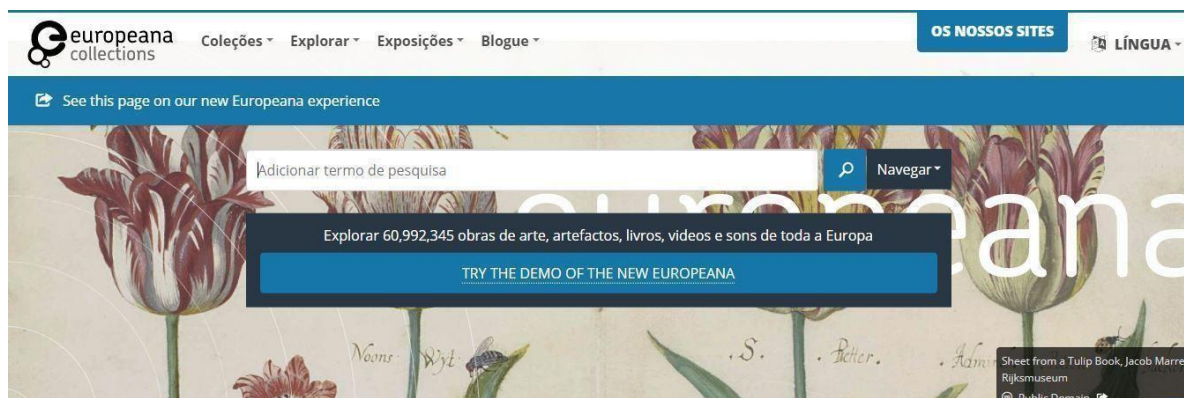 europeana
collections
Coleções Explorar Exposições Blogue
OS NOSSOS SITES
LÍNGUA
See this page on our new Europeana experience
Adicionar termo de pesquisa
Navegar
europeana
Explorar 60,992,345 obras de arte, artefactos, livros, videos e sons de toda a Europa
TRY THE DEMO OF THE NEW EUROPEANA
Noons Wyt
. S. . Better.
Sheet from a Tulip Book, Jacob Marre
Rijksmuseum
Public Domain